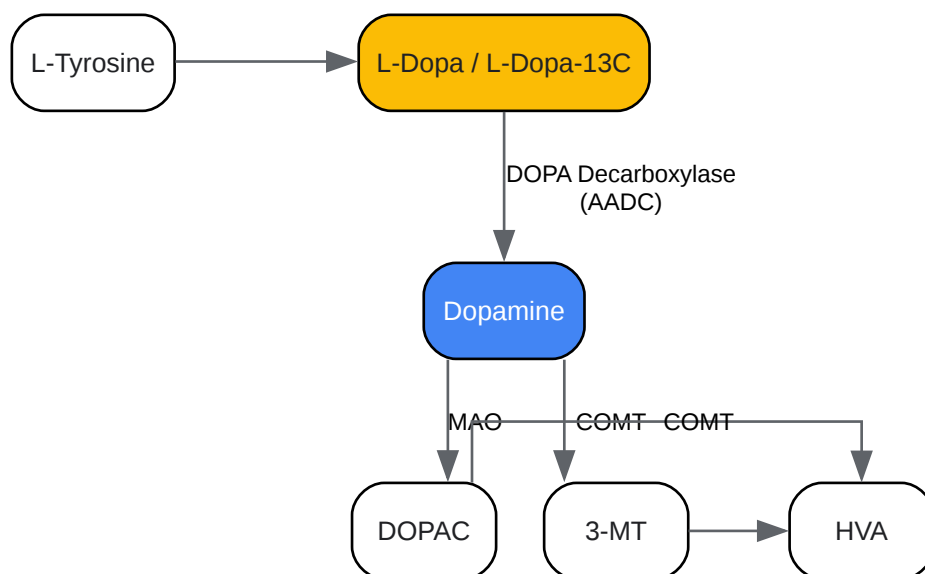 L-Tyrosine
L-Dopa / L-Dopa-13C
DOPA Decarboxylase
(AADC)
Dopamine
MAO
COMT
COMT
DOPAC
3-MT
HVA